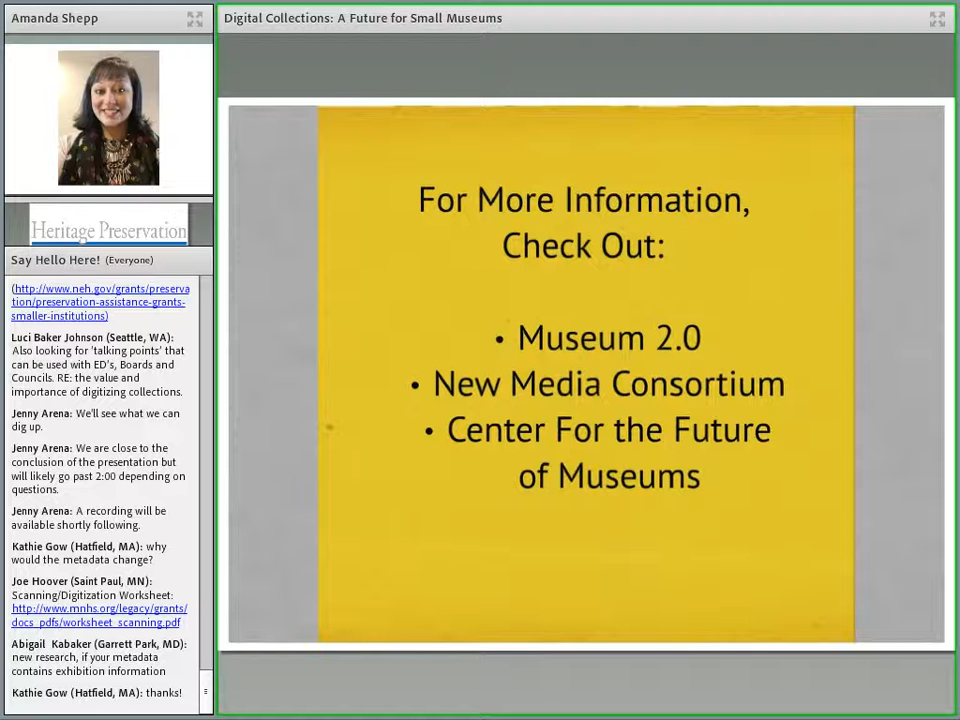 Amanda Shepp
Digital Collections: A Future for Small Museums
Heritage Preservation
Say Hello Here! (Everyone)
(http://www.neh.gov/grants/preserva
tion/preservation-assistance-grants-
smaller-institutions)
Luci Baker Johnson (Seattle, WA):
Also looking for 'talking points' that
can be used with ED's, Boards and
Councils. RE: the value and
importance of digitizing collections.
Jenny Arena: We'll see what we can
dig up.
Jenny Arena: We are close to the
conclusion of the presentation but
will likely go past 2:00 depending on
questions.
Jenny Arena: A recording will be
available shortly following.
Kathie Gow (Hatfield, MA): why
would the metadata change?
Joe Hoover (Saint Paul, MN):
Scanning/Digitization Worksheet:
http://www.mnhs.org/legacy/grants/
docs_pdfs/worksheet_scanning.pdf
Abigail Kabaker (Garrett Park, MD):
new research, if your metadata
contains exhibition information
Kathie Gow (Hatfield, MA): thanks!
For More Information,
Check Out:
• Museum 2.0
• New Media Consortium
• Center For the Future
of Museums